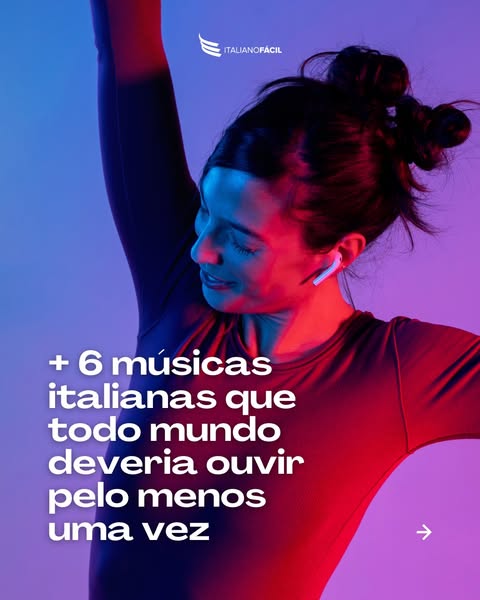 ITALIANOFÁCIL
+ 6 músicas
italianas que
todo mundo
deveria ouvir
pelo menos
uma vez